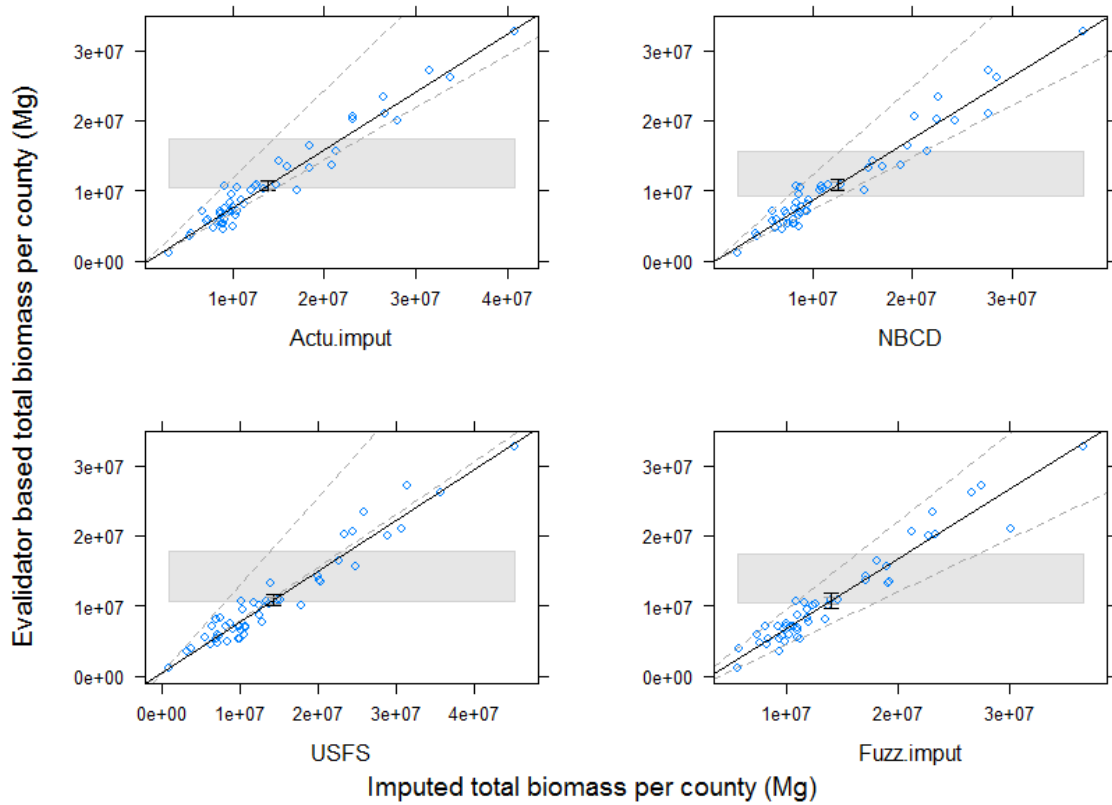 Evalidator based total biomass per county (Mg)
3e+07
2e+07
1e+07
0e+00
1e+07 2e+07 3e+07 4e+07
Actu.imput
3e+07
2e+07
1e+07
0e+00
1e+07 2e+07 3e+07
NBCD
3e+07
2e+07
1e+07
0e+00
0e+00 1e+07 2e+07 3e+07 4e+07
USFS
3e+07
2e+07
1e+07
0e+00
1e+07 2e+07 3e+07
Fuzz.imput
Imputed total biomass per county (Mg)